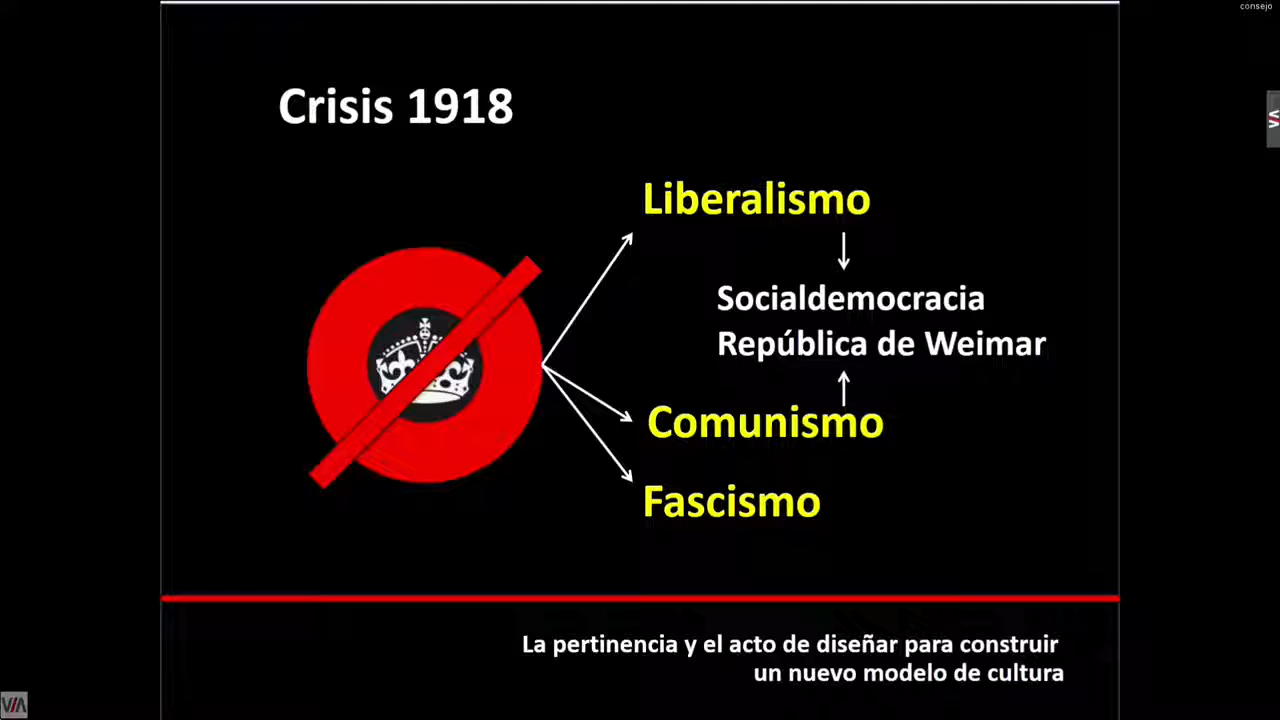 consejo
Crisis 1918
Liberalismo
Socialdemocracia
República de Weimar
Comunismo
Fascismo
La pertinencia y el acto de diseñar para construir
un nuevo modelo de cultura
VIA